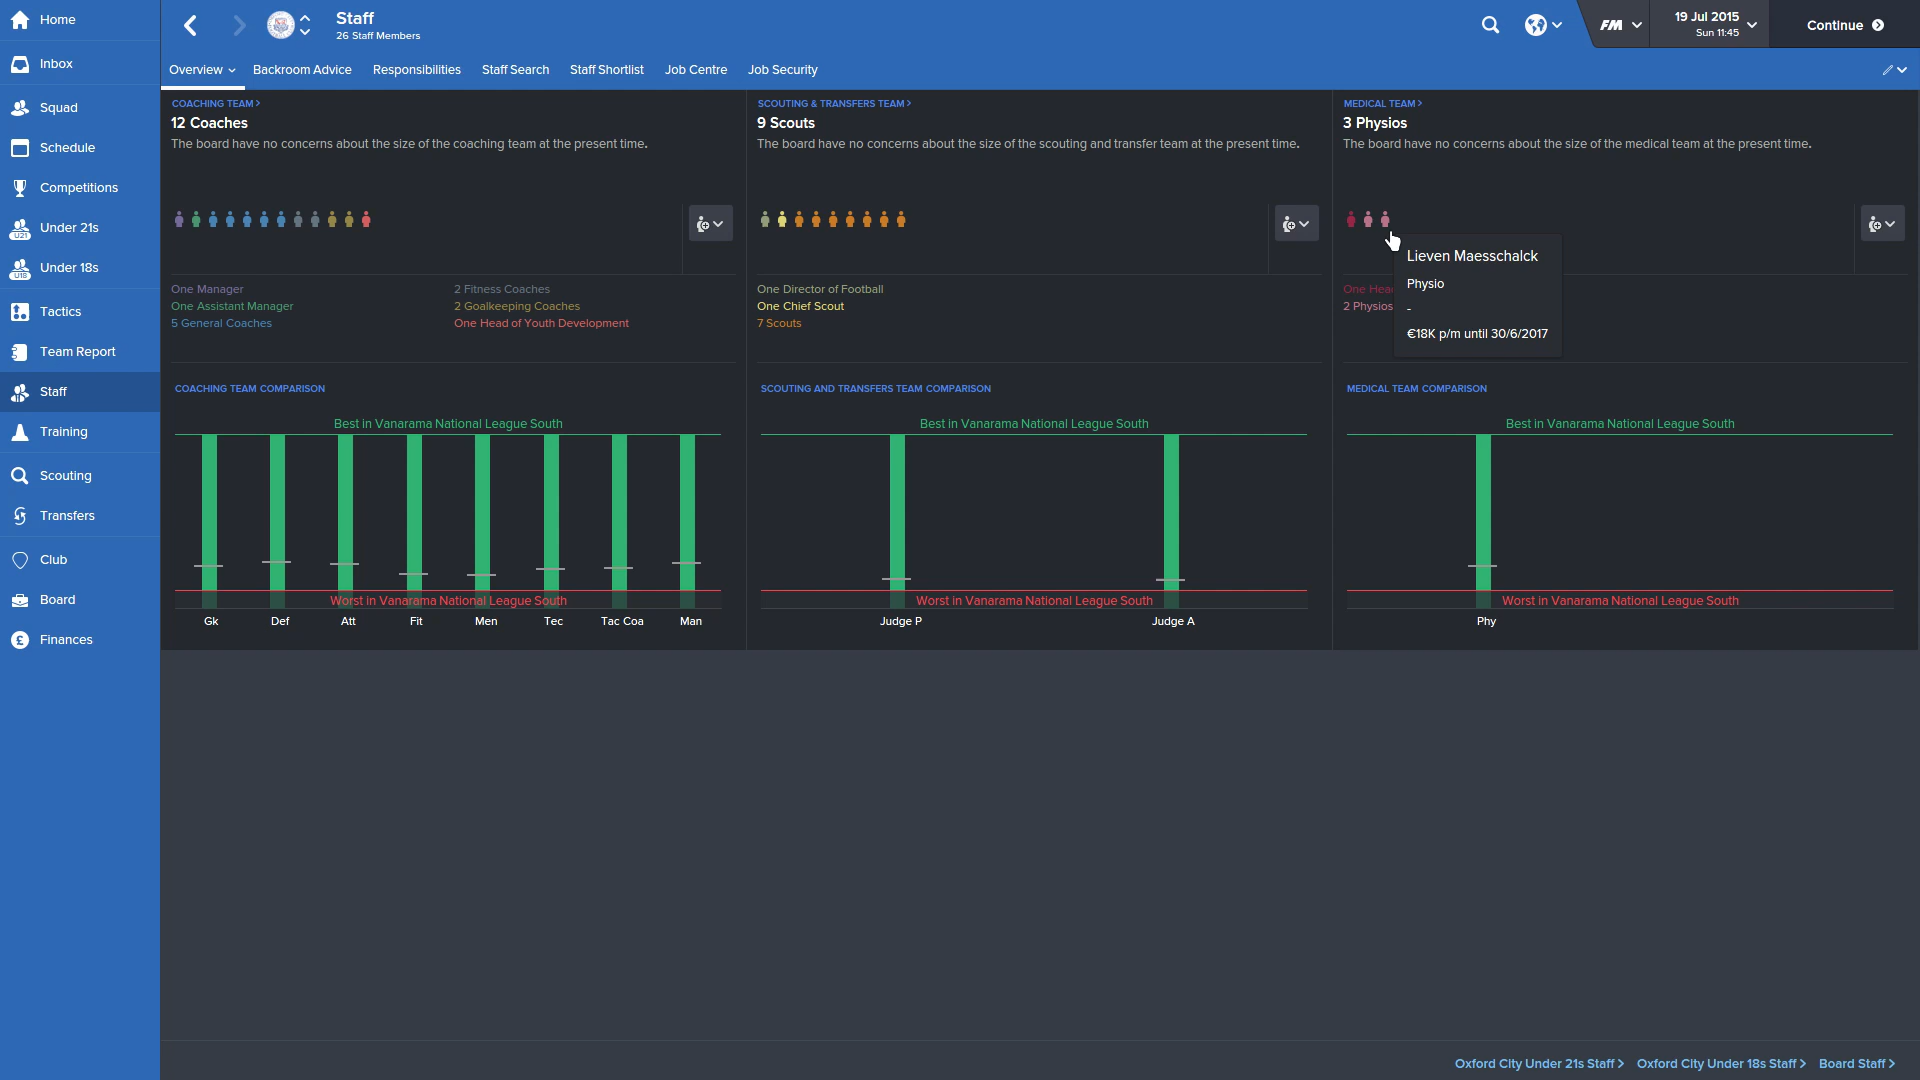 Home
Inbox
Squad
Schedule
Competitions
U21
Under 21s
U18
Under 18s
Tactics
Team Report
Staff
Training
Scouting
Transfers
Club
Board
£
Finances
Staff
26 Staff Members
FM
19 Jul 2015
Sun 11:45
Continue
Overview
Backroom Advice
Responsibilities
Staff Search
Staff Shortlist
Job Centre
Job Security
COACHING TEAM >
12 Coaches
The board have no concerns about the size of the coaching team at the present time.
One Manager
One Assistant Manager
5 General Coaches
2 Fitness Coaches
2 Goalkeeping Coaches
One Head of Youth Development
COACHING TEAM COMPARISON
Best in Vanarama National League South
Worst in Vanarama National League South
Gk Def Att Fit Men Tec Tac Coa Man
SCOUTING & TRANSFERS TEAM >
9 Scouts
The board have no concerns about the size of the scouting and transfer team at the present time.
One Director of Football
One Chief Scout
7 Scouts
SCOUTING AND TRANSFERS TEAM COMPARISON
Best in Vanarama National League South
Worst in Vanarama National League South
Judge P Judge A
MEDICAL TEAM >
3 Physios
The board have no concerns about the size of the medical team at the present time.
One Hea
2 Physios
Lieven Maesschalck
Physio
-
€18K p/m until 30/6/2017
MEDICAL TEAM COMPARISON
Best in Vanarama National League South
Worst in Vanarama National League South
Phy
Oxford City Under 21s Staff > Oxford City Under 18s Staff > Board Staff >